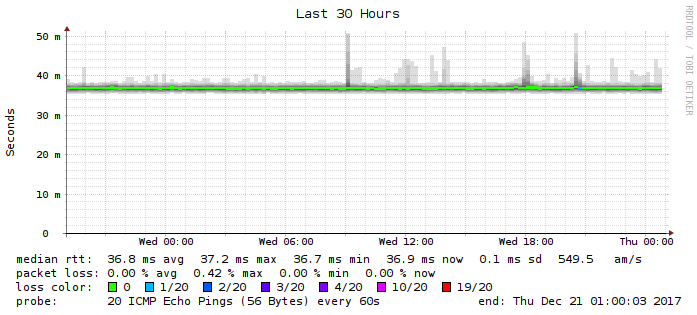 Last 30 Hours
RRDTOOL / TOBI OETIKER
Seconds
50 m
40 m
30 m
20 m
10 m
0
Wed 00:00 Wed 06:00 Wed 12:00 Wed 18:00 Thu 00:00
median rtt: 36.8 ms avg 37.2 ms max 36.7 ms min 36.9 ms now 0.1 ms sd 549.5 am/s
packet loss: 0.00 % avg 0.42 % max 0.00 % min 0.00 % now
loss color: 0 1/20 2/20 3/20 4/20 10/20 19/20
probe: 20 ICMP Echo Pings (56 Bytes) every 60s end: Thu Dec 21 01:00:03 2017